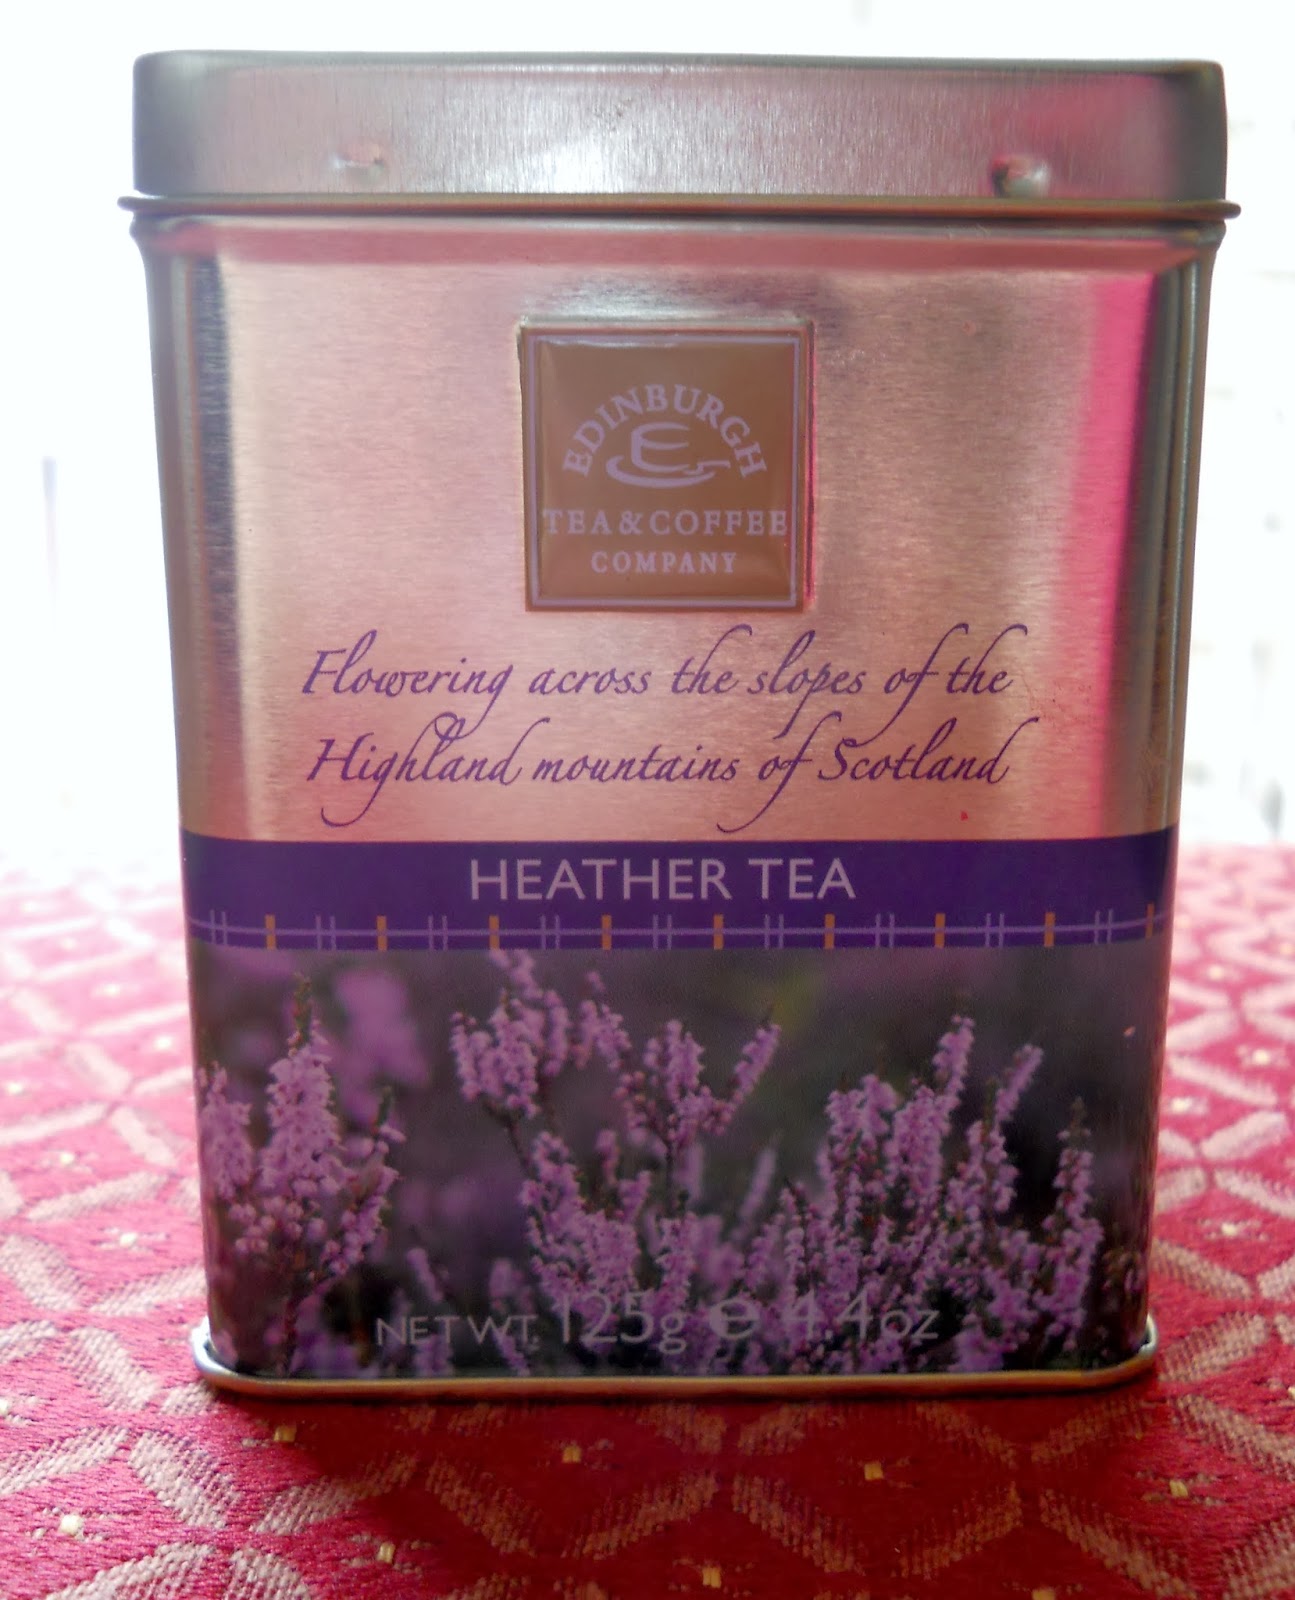 EDINBURGH
E
TEA & COFFEE
COMPANY
Flowering across the slopes of the
Highland mountains of Scotland
HEATHER TEA
NET WT. 125g ℮ 4.4oz